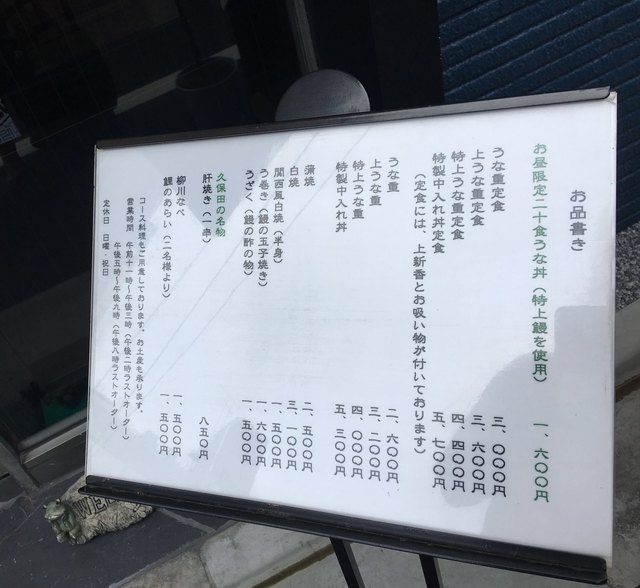 お品書き
お昼限定二十食うな丼（特上鰻を使用） 一、六〇〇円
うな重定食 三、〇〇〇円
上うな重定食 三、六〇〇円
特上うな重定食 四、四〇〇円
特製中入れ丼定食 五、七〇〇円
（定食には、上新香とお吸い物が付いております）
うな重 二、六〇〇円
上うな重 三、二〇〇円
特上うな重 四、〇〇〇円
特製中入れ丼 五、三〇〇円
蒲焼 二、五〇〇円
白焼 三、一〇〇円
関西風白焼（半身） 一、五〇〇円
う巻き（鰻の玉子焼き） 一、六〇〇円
うざく（鰻の酢の物） 一、五〇〇円
久保田の名物
肝焼き（一串） 八五〇円
柳川なべ 一、五〇〇円
鯉のあらい（二名様より） 一、五〇〇円
コース料理もご用意しております。お土産も承ります。
営業時間 午前十一時〜午後三時（午後二時ラストオーダー）
午後五時〜午後九時（午後八時ラストオーダー）
定休日 日曜・祝日